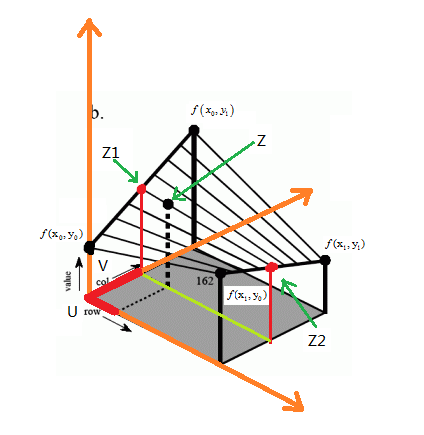 b.
f(x₀, y₁)
Z1
Z
f(x₀, y₀)
f(x₁, y₁)
V
value
col
162
f(x₁, y₀)
U
row
Z2